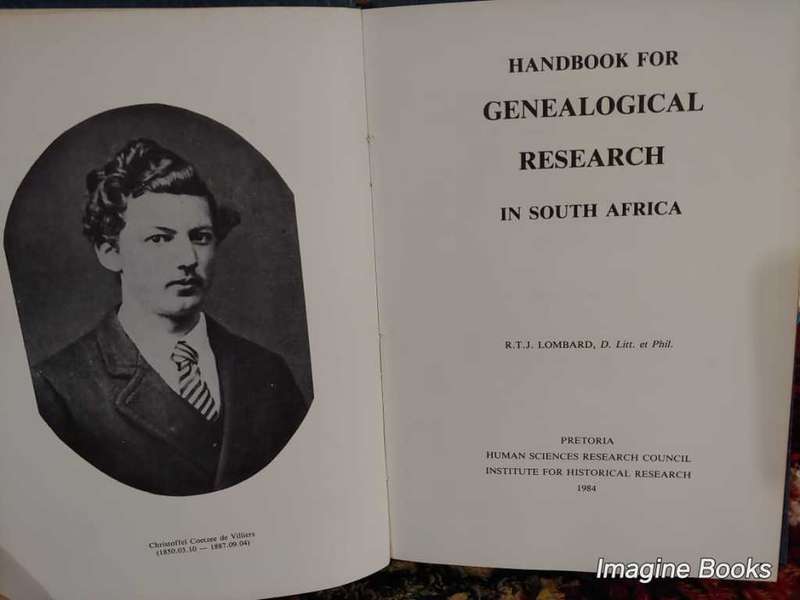 Christoffel Coetzee de Villiers
(1850.03.10 — 1887.09.04)
HANDBOOK FOR
GENEALOGICAL
RESEARCH
IN SOUTH AFRICA
R.T.J. LOMBARD, D. Litt. et Phil.
PRETORIA
HUMAN SCIENCES RESEARCH COUNCIL
INSTITUTE FOR HISTORICAL RESEARCH
1984
Imagine Books